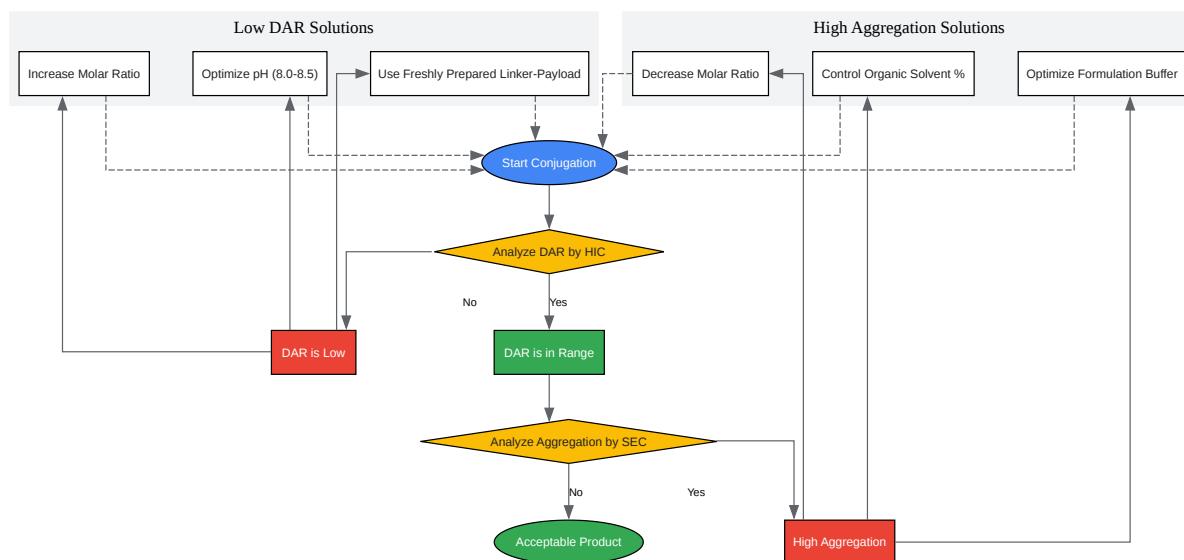 Low DAR Solutions
High Aggregation Solutions
Increase Molar Ratio
Optimize pH (8.0-8.5)
Use Freshly Prepared Linker-Payload
Decrease Molar Ratio
Control Organic Solvent %
Optimize Formulation Buffer
Start Conjugation
Analyze DAR by HIC
No
Yes
DAR is Low
DAR is in Range
Analyze Aggregation by SEC
No
Yes
Acceptable Product
High Aggregation